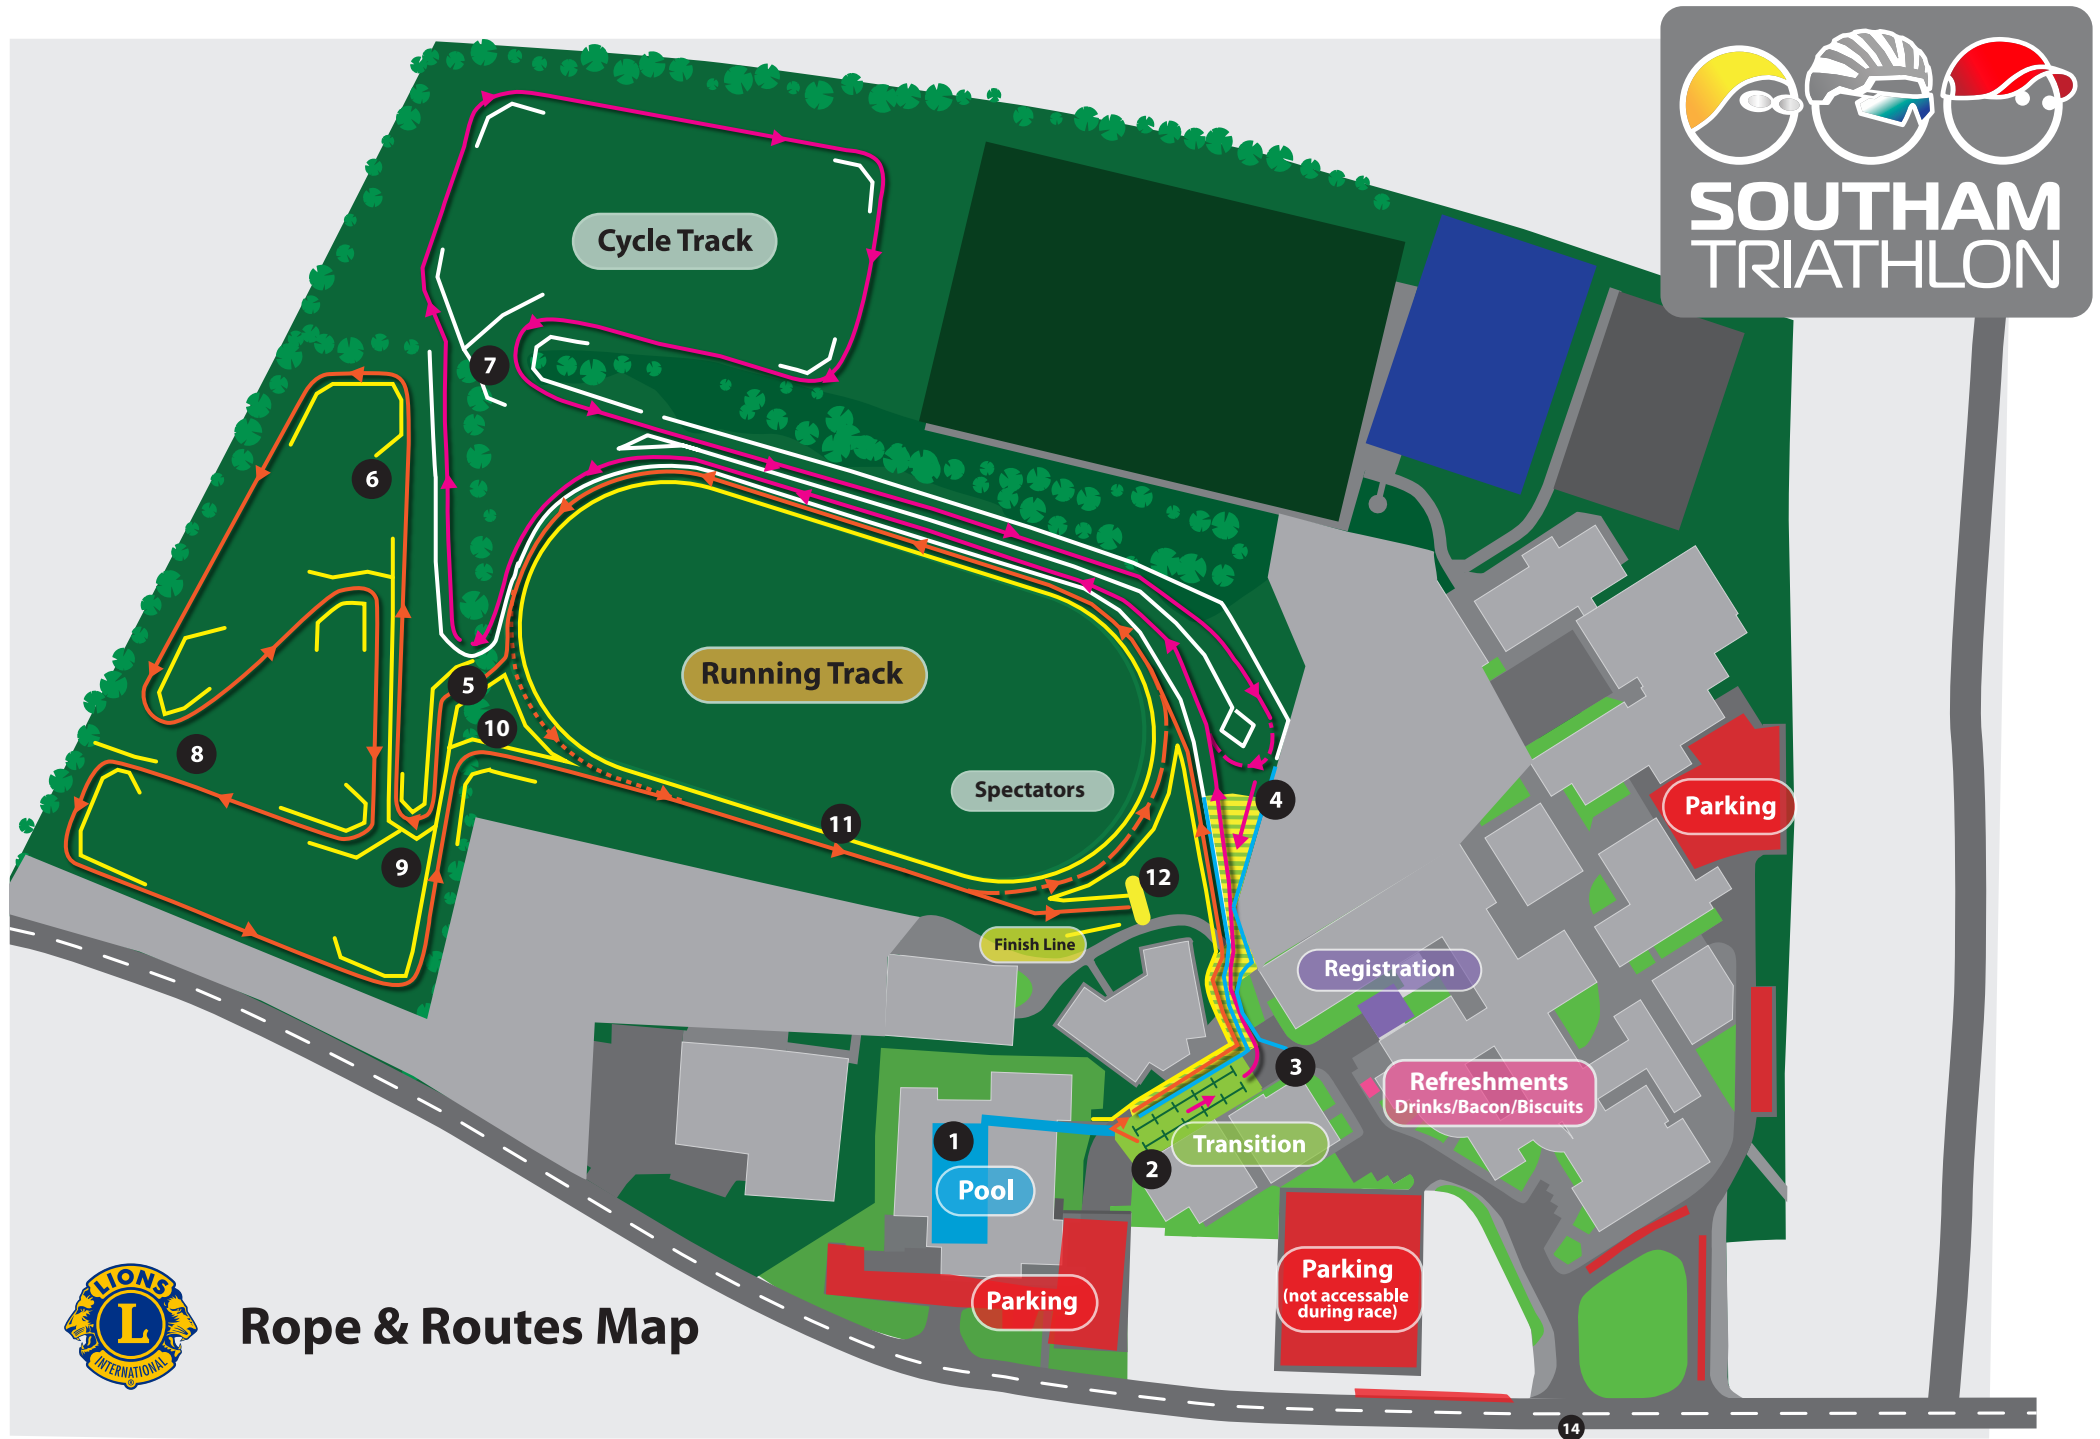 SOUTHAM
TRIATHLON
Cycle Track
7
6
Running Track
5
10
8
Spectators
4
11
9
12
Parking
Finish Line
Registration
3
Refreshments
Drinks/Bacon/Biscuits
1
Transition
2
Pool
Parking
(not accessable
during race)
Parking
LIONS
L
INTERNATIONAL
®
Rope & Routes Map
14